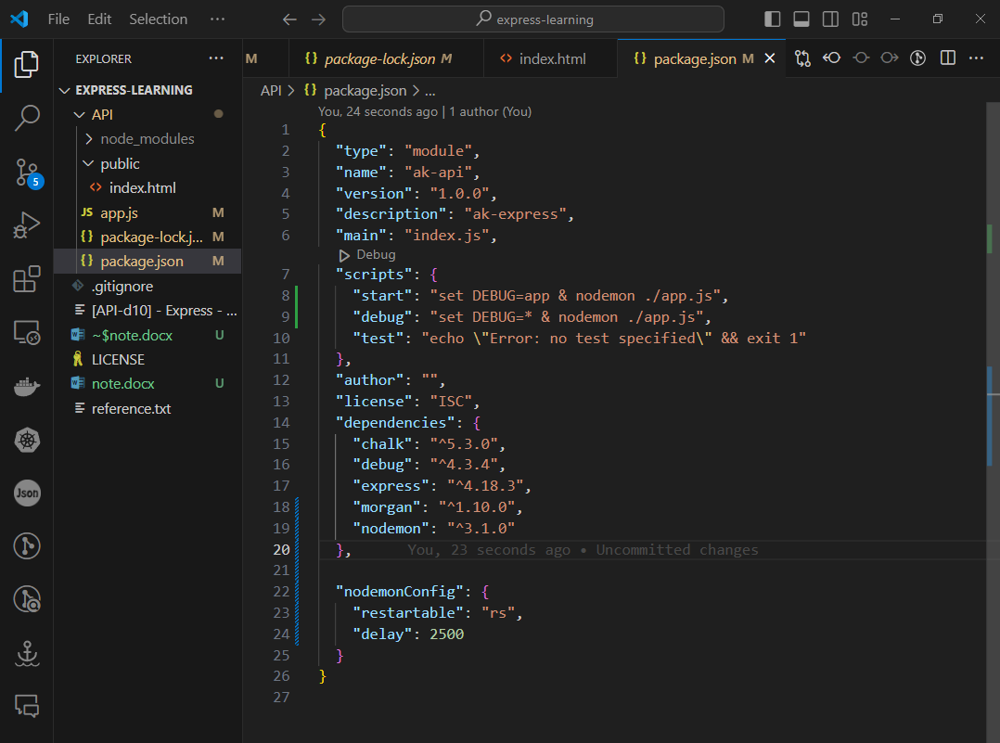 File Edit Selection ··· express-learning
EXPLORER ···
EXPRESS-LEARNING
API
node_modules
public
<> index.html
JS app.js M
{} package-lock.j... M
{} package.json M
.gitignore
[API-d10] - Express - ...
~$note.docx U
LICENSE
note.docx U
reference.txt
5
Json
M {} package-lock.json M <> index.html {} package.json M ···
API > {} package.json > ...
You, 24 seconds ago | 1 author (You)
1 {
2 "type": "module",
3 "name": "ak-api",
4 "version": "1.0.0",
5 "description": "ak-express",
6 "main": "index.js",
Debug
7 "scripts": {
8 "start": "set DEBUG=app & nodemon ./app.js",
9 "debug": "set DEBUG=* & nodemon ./app.js",
10 "test": "echo \"Error: no test specified\" && exit 1"
11 },
12 "author": "",
13 "license": "ISC",
14 "dependencies": {
15 "chalk": "^5.3.0",
16 "debug": "^4.3.4",
17 "express": "^4.18.3",
18 "morgan": "^1.10.0",
19 "nodemon": "^3.1.0"
20 }, You, 23 seconds ago • Uncommitted changes
21
22 "nodemonConfig": {
23 "restartable": "rs",
24 "delay": 2500
25 }
26 }
27